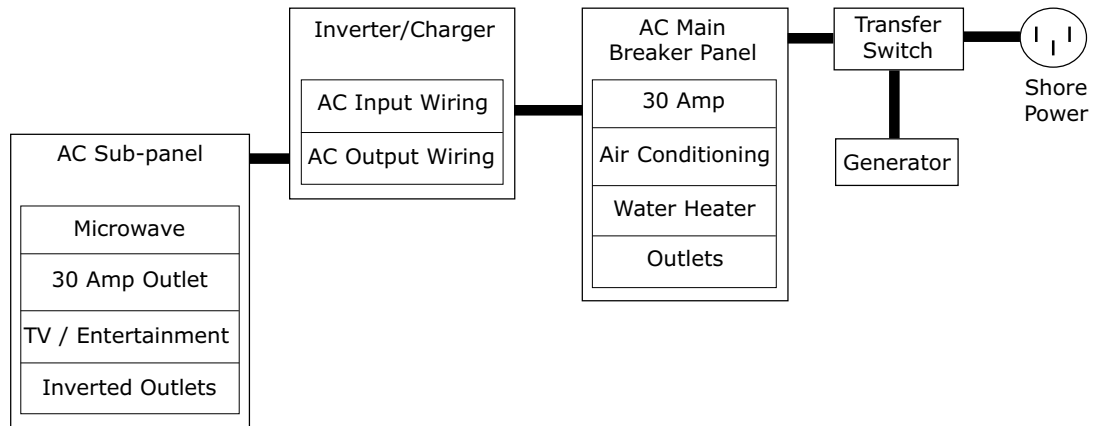 AC Sub-panel
Microwave
30 Amp Outlet
TV / Entertainment
Inverted Outlets
Inverter/Charger
AC Input Wiring
AC Output Wiring
AC Main
Breaker Panel
30 Amp
Air Conditioning
Water Heater
Outlets
Transfer
Switch
Generator
Shore
Power